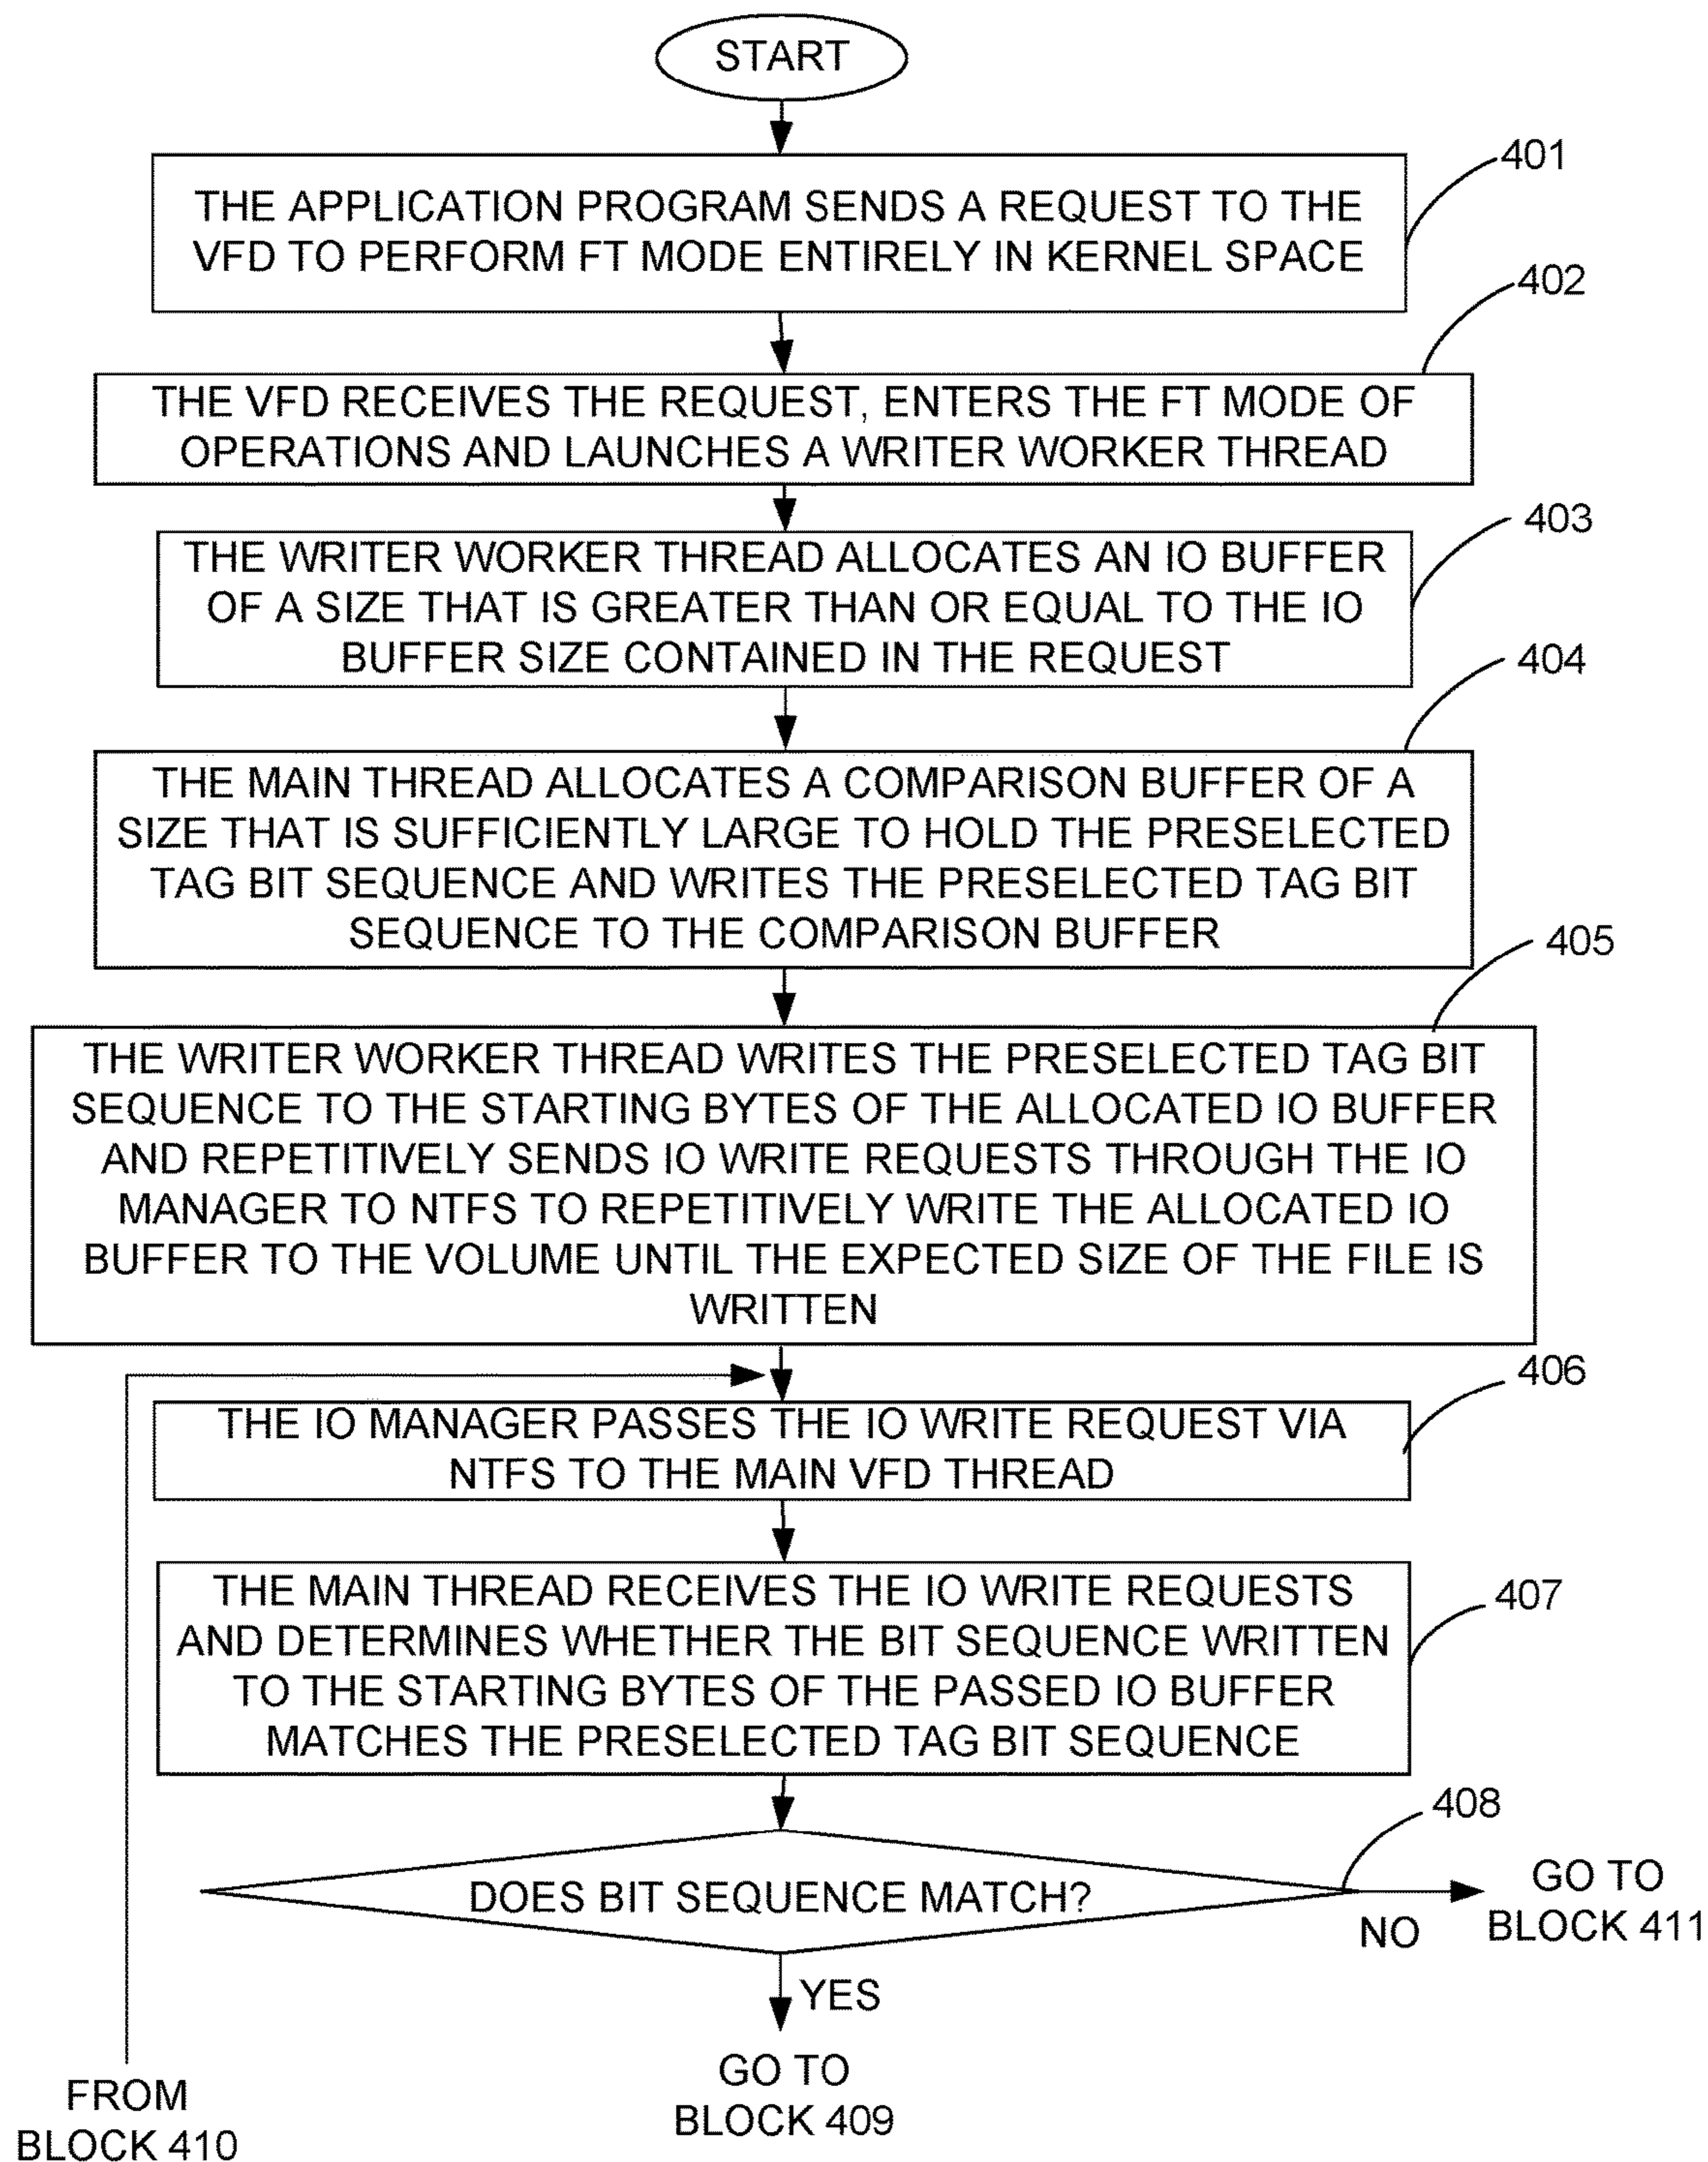 START
401
THE APPLICATION PROGRAM SENDS A REQUEST TO THE
VFD TO PERFORM FT MODE ENTIRELY IN KERNEL SPACE
402
THE VFD RECEIVES THE REQUEST, ENTERS THE FT MODE OF
OPERATIONS AND LAUNCHES A WRITER WORKER THREAD
403
THE WRITER WORKER THREAD ALLOCATES AN IO BUFFER
OF A SIZE THAT IS GREATER THAN OR EQUAL TO THE IO
BUFFER SIZE CONTAINED IN THE REQUEST
404
THE MAIN THREAD ALLOCATES A COMPARISON BUFFER OF A
SIZE THAT IS SUFFICIENTLY LARGE TO HOLD THE PRESELECTED
TAG BIT SEQUENCE AND WRITES THE PRESELECTED TAG BIT
SEQUENCE TO THE COMPARISON BUFFER
405
THE WRITER WORKER THREAD WRITES THE PRESELECTED TAG BIT
SEQUENCE TO THE STARTING BYTES OF THE ALLOCATED IO BUFFER
AND REPETITIVELY SENDS IO WRITE REQUESTS THROUGH THE IO
MANAGER TO NTFS TO REPETITIVELY WRITE THE ALLOCATED IO
BUFFER TO THE VOLUME UNTIL THE EXPECTED SIZE OF THE FILE IS
WRITTEN
406
THE IO MANAGER PASSES THE IO WRITE REQUEST VIA
NTFS TO THE MAIN VFD THREAD
407
THE MAIN THREAD RECEIVES THE IO WRITE REQUESTS
AND DETERMINES WHETHER THE BIT SEQUENCE WRITTEN
TO THE STARTING BYTES OF THE PASSED IO BUFFER
MATCHES THE PRESELECTED TAG BIT SEQUENCE
408
DOES BIT SEQUENCE MATCH?
NO
GO TO
BLOCK 411
YES
GO TO
BLOCK 409
FROM
BLOCK 410